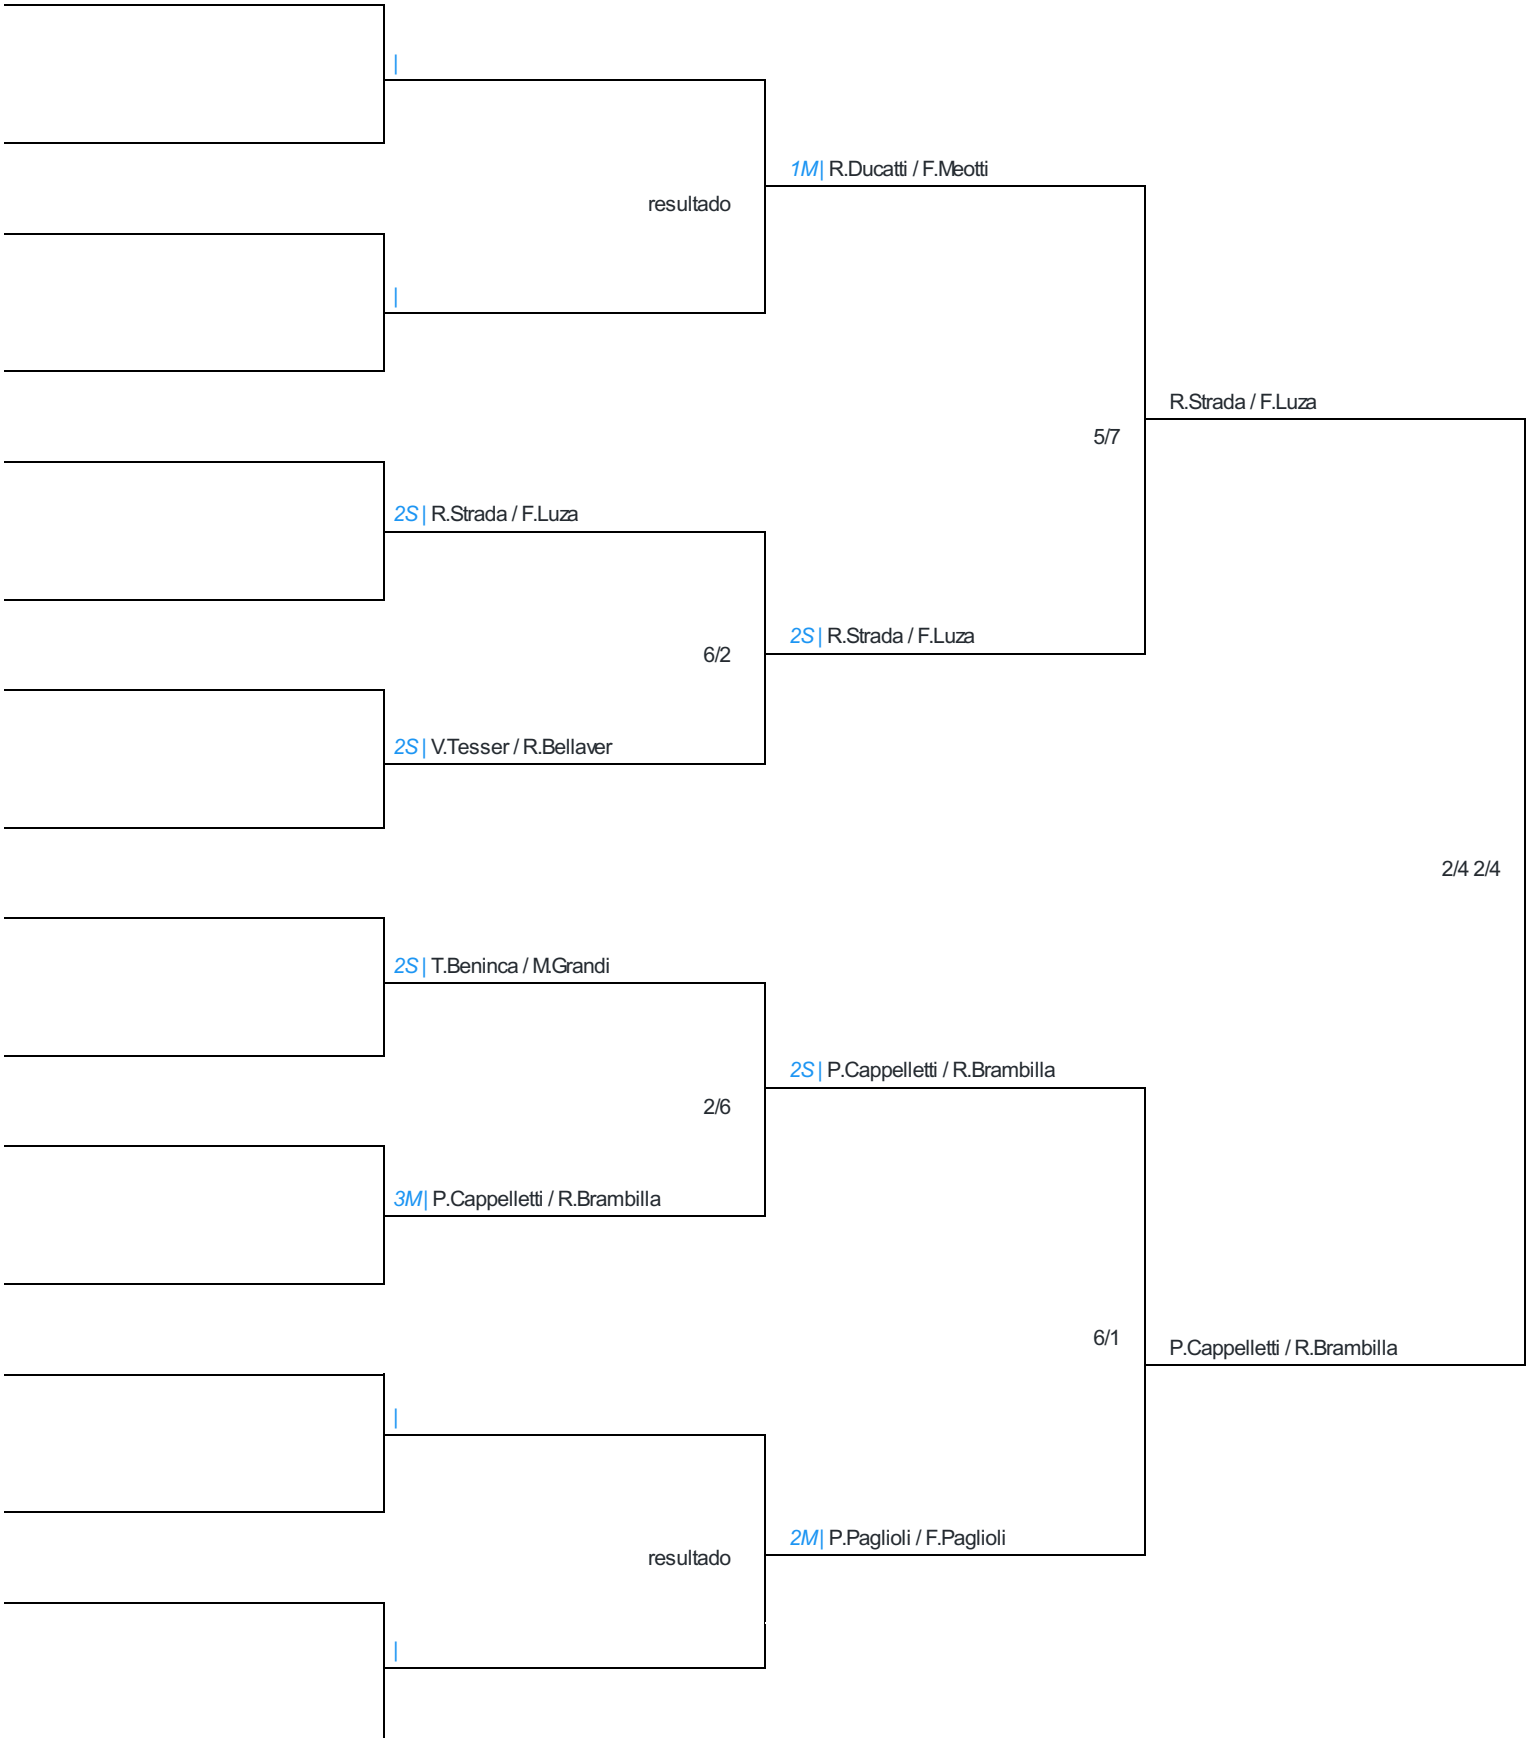 |
1M| R.Ducatti / F.Meotti
resultado
|
R.Strada / F.Luza
5/7
2S| R.Strada / F.Luza
2S| R.Strada / F.Luza
6/2
2S| V.Tesser / R.Bellaver
2/4 2/4
2S| T.Beninca / M.Grandi
2S| P.Cappelletti / R.Brambilla
2/6
3M| P.Cappelletti / R.Brambilla
6/1
P.Cappelletti / R.Brambilla
|
2M| P.Paglioli / F.Paglioli
resultado
|